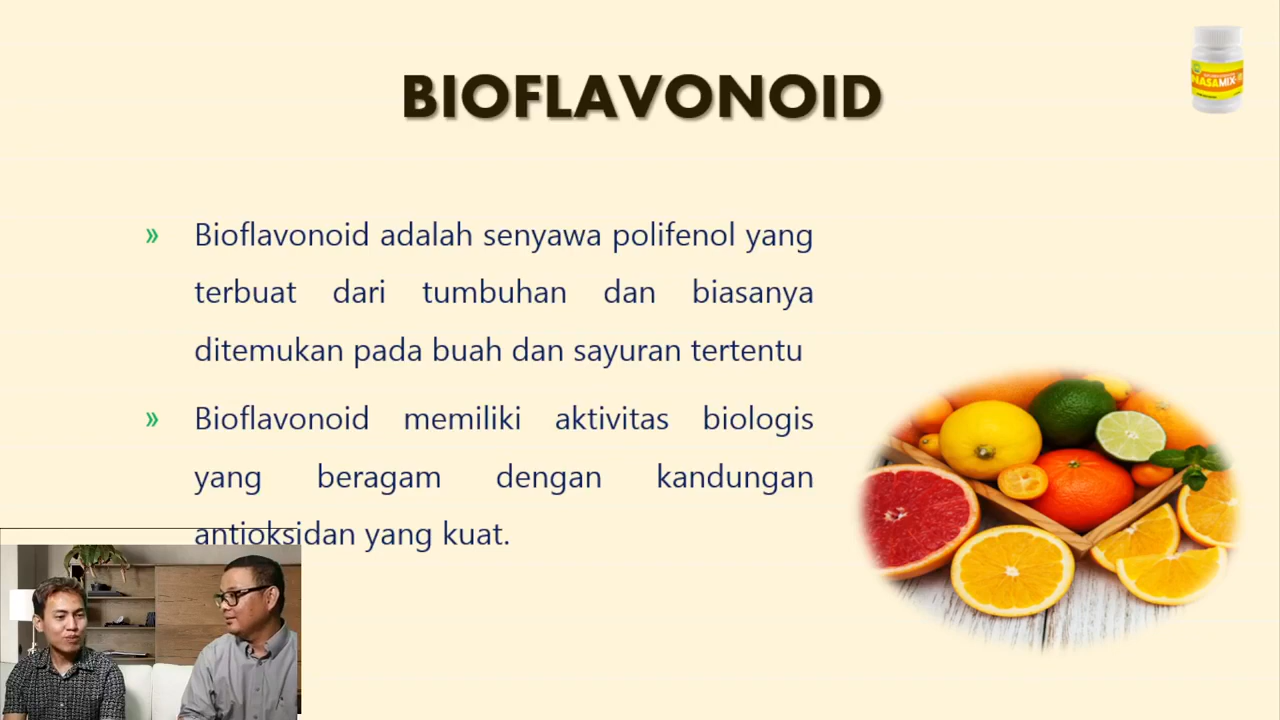 BIOFLAVONOID
NASAMIX
» Bioflavonoid adalah senyawa polifenol yang
terbuat dari tumbuhan dan biasanya
ditemukan pada buah dan sayuran tertentu
» Bioflavonoid memiliki aktivitas biologis
yang beragam dengan kandungan
antioksidan yang kuat.